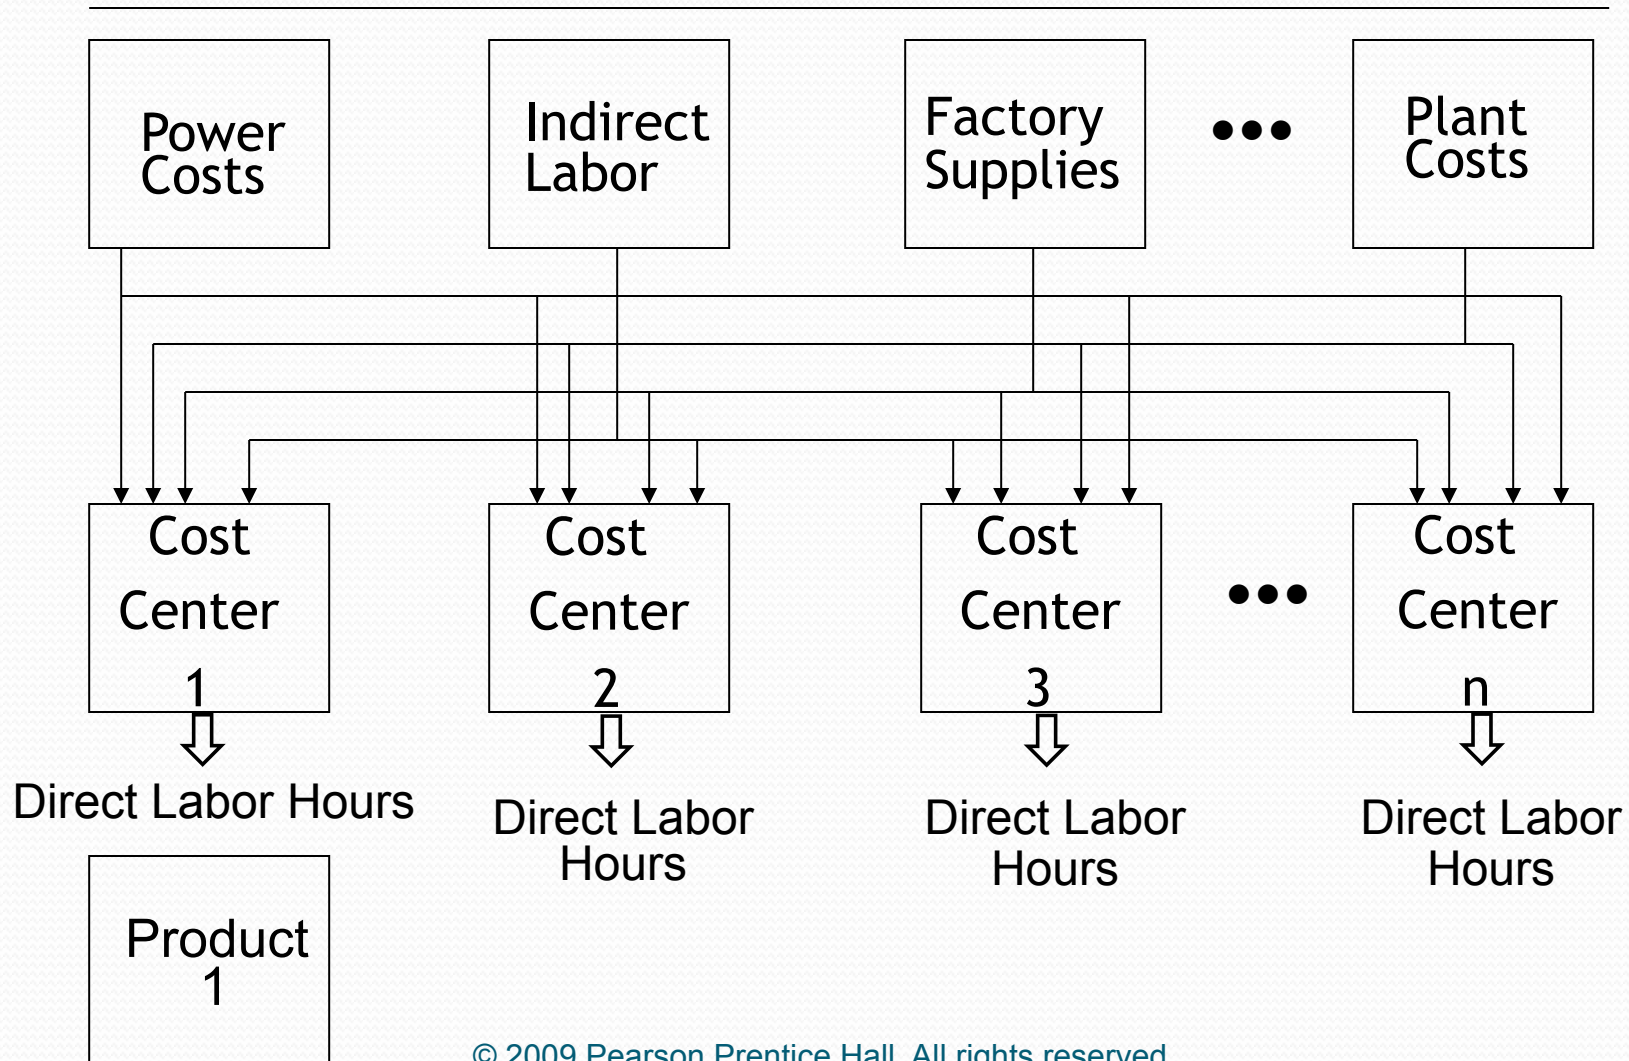 Power
Costs
Indirect
Labor
Factory
Supplies
•••
Plant
Costs
Cost
Center
1
Cost
Center
2
Cost
Center
3
•••
Cost
Center
n
Direct Labor Hours
Direct Labor
Hours
Direct Labor
Hours
Direct Labor
Hours
Product
1
© 2009 Pearson Prentice Hall. All rights reserved